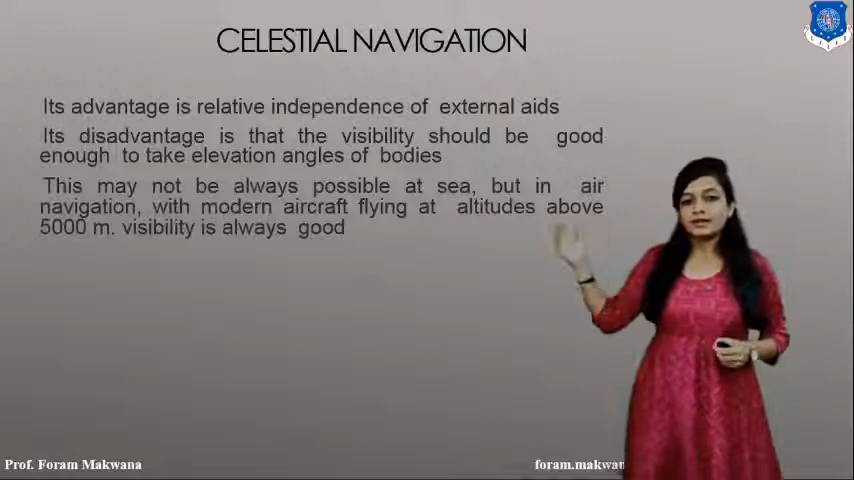 CELESTIAL NAVIGATION
Its advantage is relative independence of external aids
Its disadvantage is that the visibility should be good
enough to take elevation angles of bodies
This may not be always possible at sea, but in air
navigation, with modern aircraft flying at altitudes above
5000 m. visibility is always good
Prof. Foram Makwana
foram.makwan